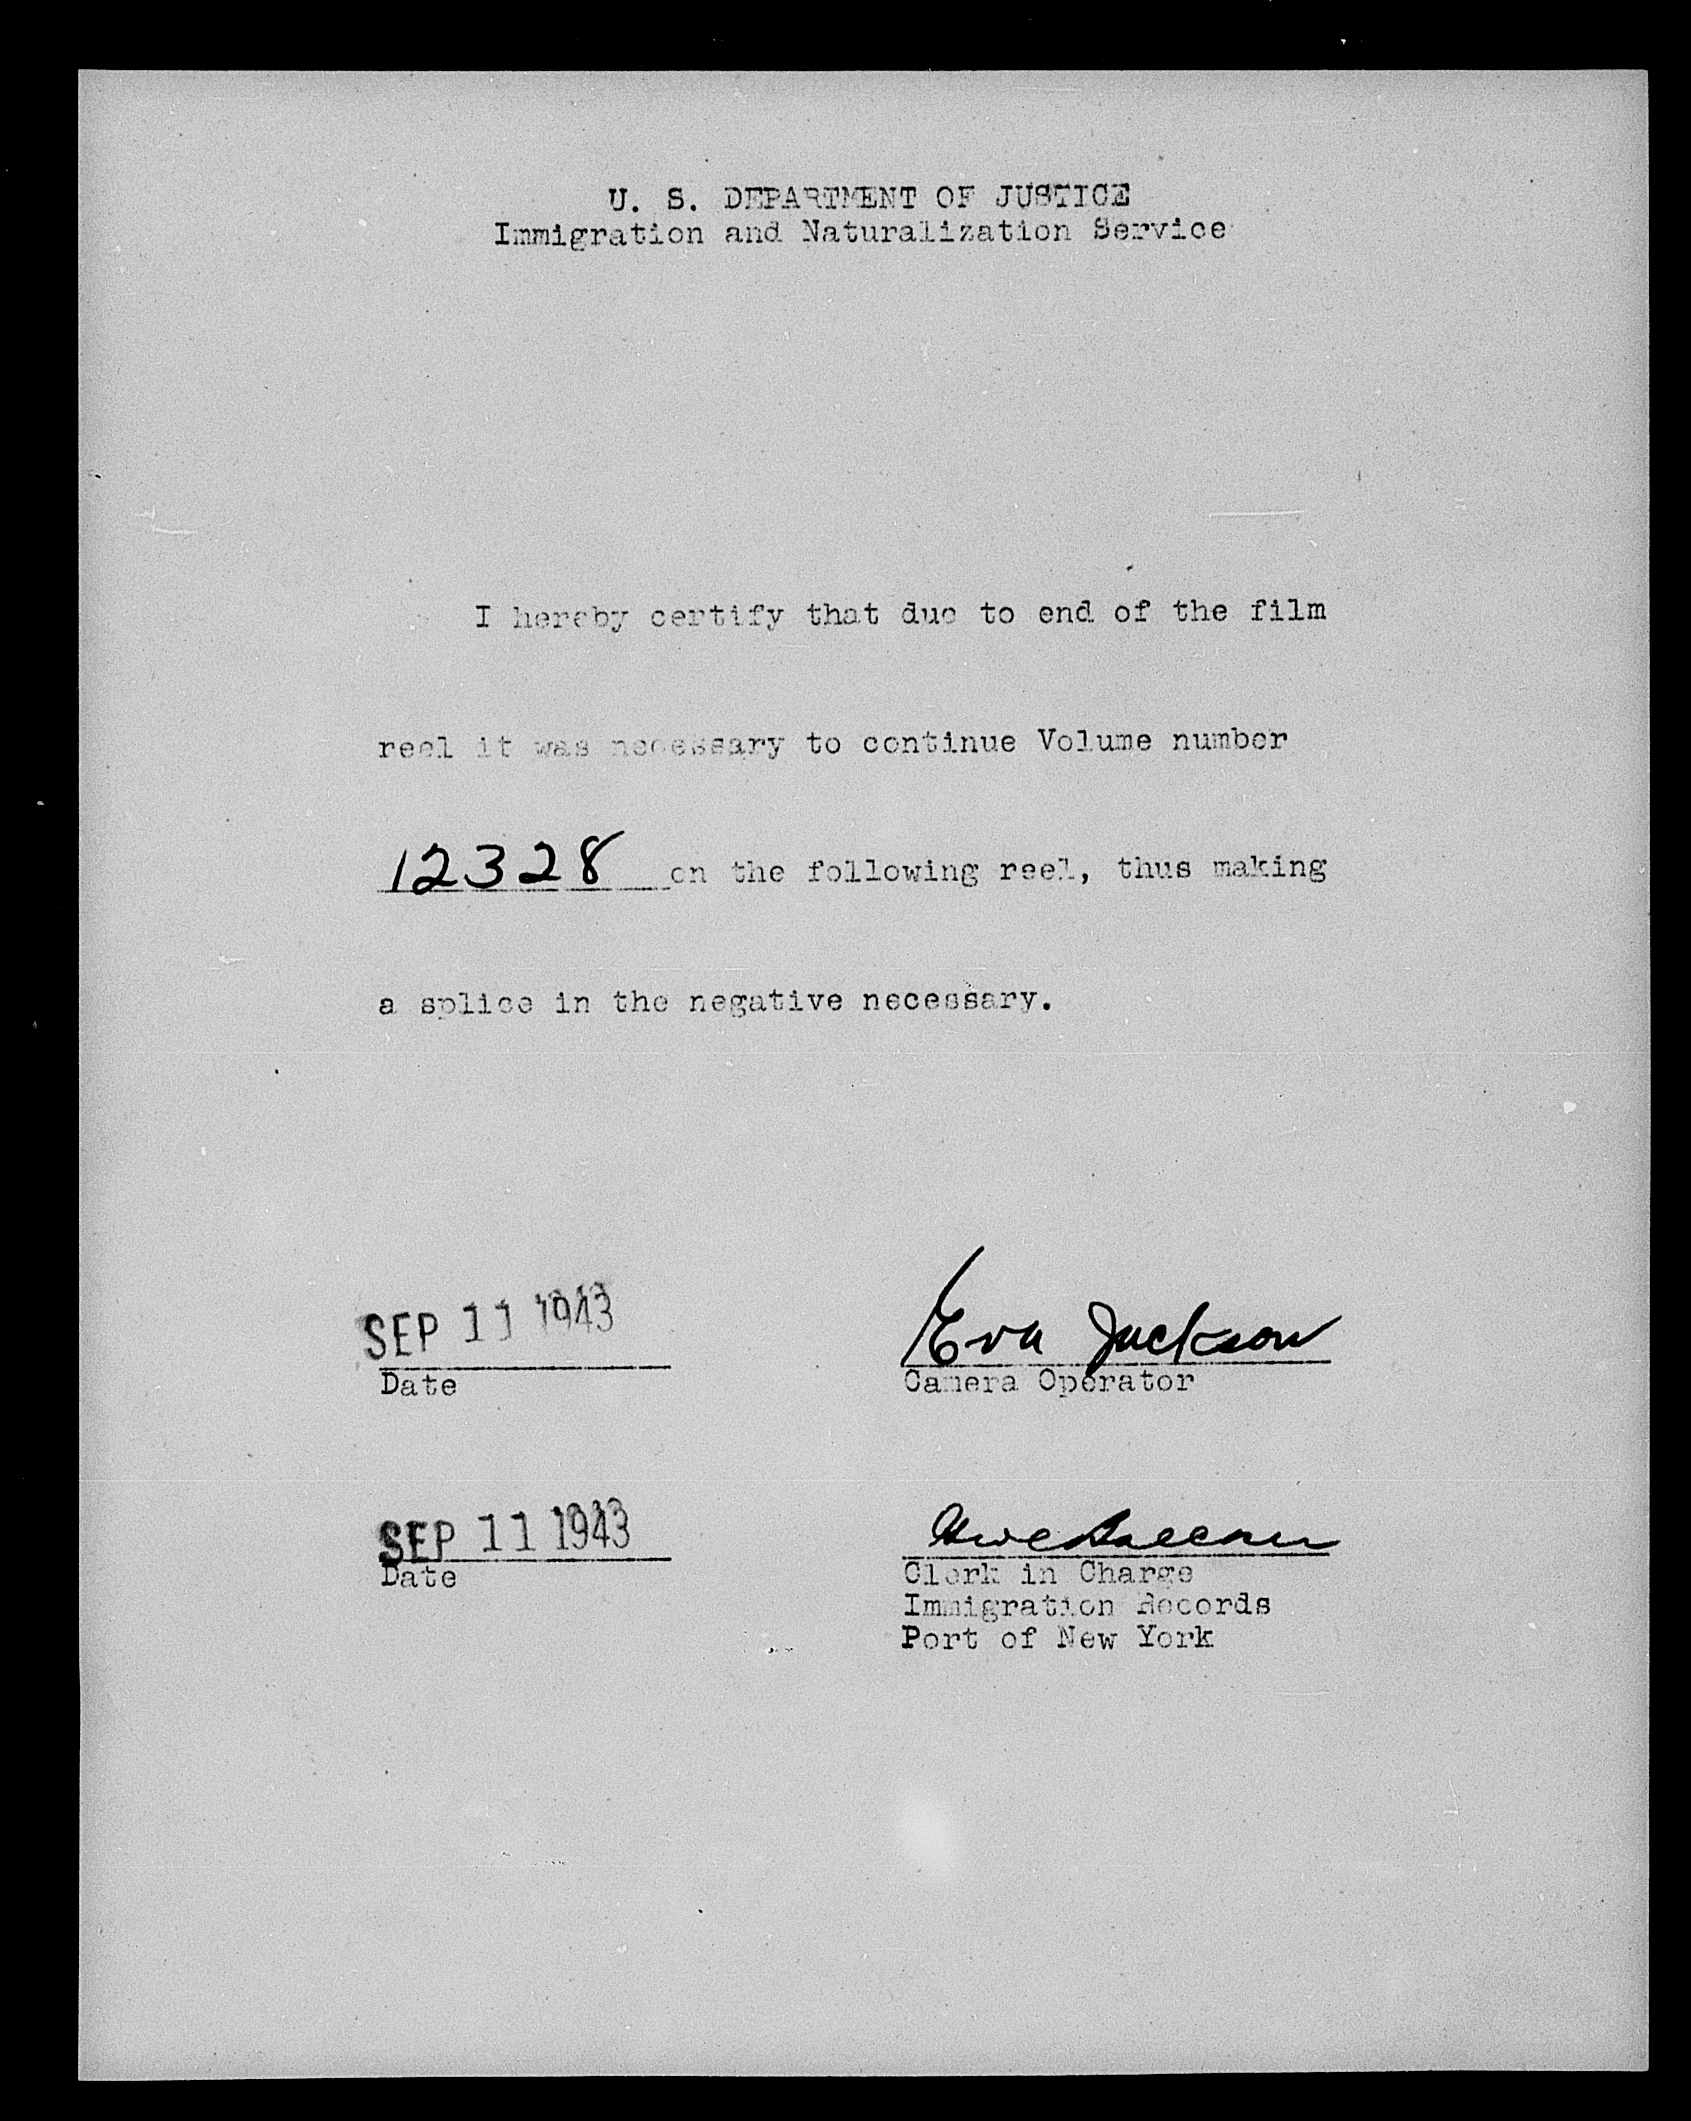 U. S. DEPARTMENT OF JUSTICE
Immigration and Naturalization Service
I hereby certify that due to end of the film
reel it was necessary to continue Volume number
12328 on the following reel, thus making
a splice in the negative necessary.
SEP 11 1943
Date
Eva Jackson
Camera Operator
SEP 11 1943
Date
Clerk in Charge
Immigration Records
Port of New York